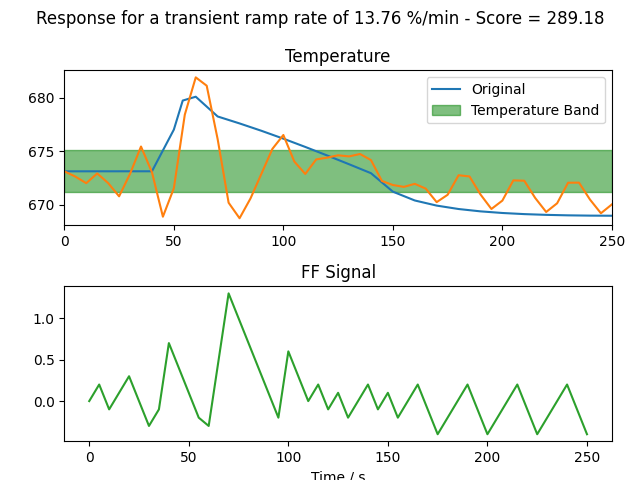 Response for a transient ramp rate of 13.76 %/min - Score = 289.18
Temperature
680
675
670
Original
Temperature Band
0 50 100 150 200 250
FF Signal
1.0
0.5
0.0
0 50 100 150 200 250
Time / s